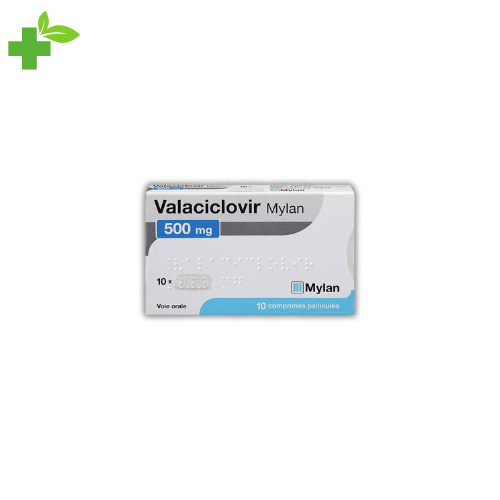 Valaciclovir Mylan
500 mg
10 x
Mylan
Voie orale
10 comprimés pelliculés